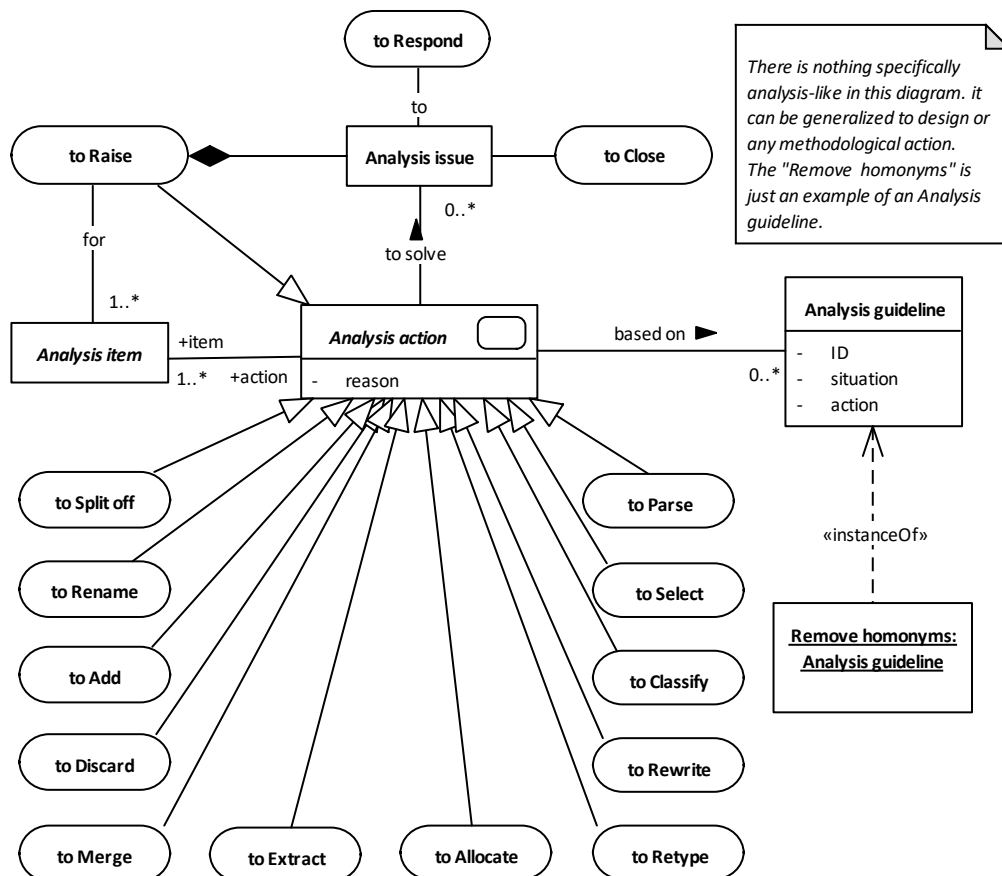 to Respond
There is nothing specifically
analysis-like in this diagram. it
can be generalized to design or
any methodological action.
The "Remove homonyms" is
just an example of an Analysis
guideline.
to
to Raise
Analysis issue
to Close
0..*
for
to solve
1..*
Analysis item
+item
1..*
+action
Analysis action
- reason
based on
0..*
Analysis guideline
- ID
- situation
- action
to Split off
to Parse
«instanceOf»
to Rename
to Select
Remove homonyms:
Analysis guideline
to Add
to Classify
to Discard
to Rewrite
to Merge
to Extract
to Allocate
to Retype